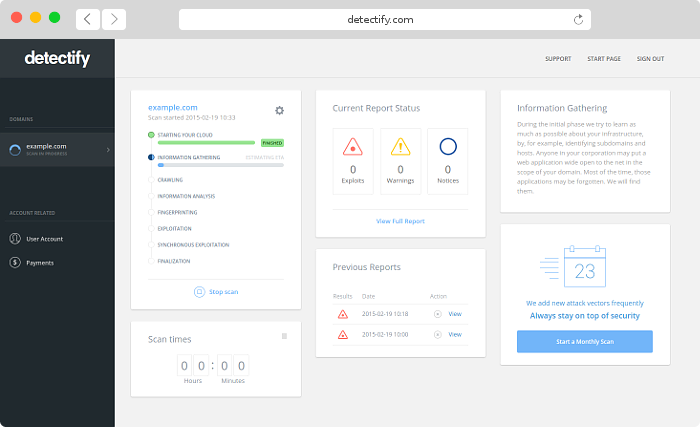 detectify.com
detectify
SUPPORT START PAGE SIGN OUT
DOMAINS
example.com
SCAN IN PROGRESS
ACCOUNT RELATED
User Account
Payments
example.com
Scan started 2015-02-19 10:33
STARTING YOUR CLOUD
FINISHED
INFORMATION GATHERING
CRAWLING
INFORMATION ANALYSIS
FINGERPRINTING
EXPLOITATION
SYNCHRONOUS EXPLOITATION
FINALIZATION
Stop scan
Scan times
00:00
Hours Minutes
Current Report Status
0 0 0
Exploits Warnings Notices
View Full Report
Previous Reports
Results Date Action
2015-02-19 10:18 View
2015-02-19 10:00 View
Information Gathering
During the initial phase we try to learn as
much as possible about your infrastructure,
by, for example, identifying subdomains and
hosts. Anyone in your corporation may put a
web application wide open to the net in the
scope of your domain. Most of the time, those
applications may be forgotten. We will find
them.
23
We add new attack vectors frequently
Always stay on top of security
Start a Monthly Scan